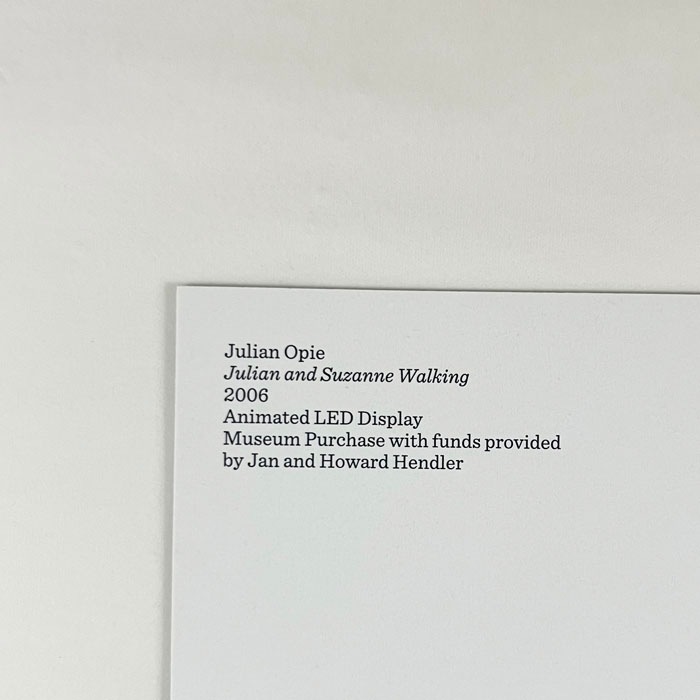 Julian Opie
Julian and Suzanne Walking
2006
Animated LED Display
Museum Purchase with funds provided
by Jan and Howard Hendler